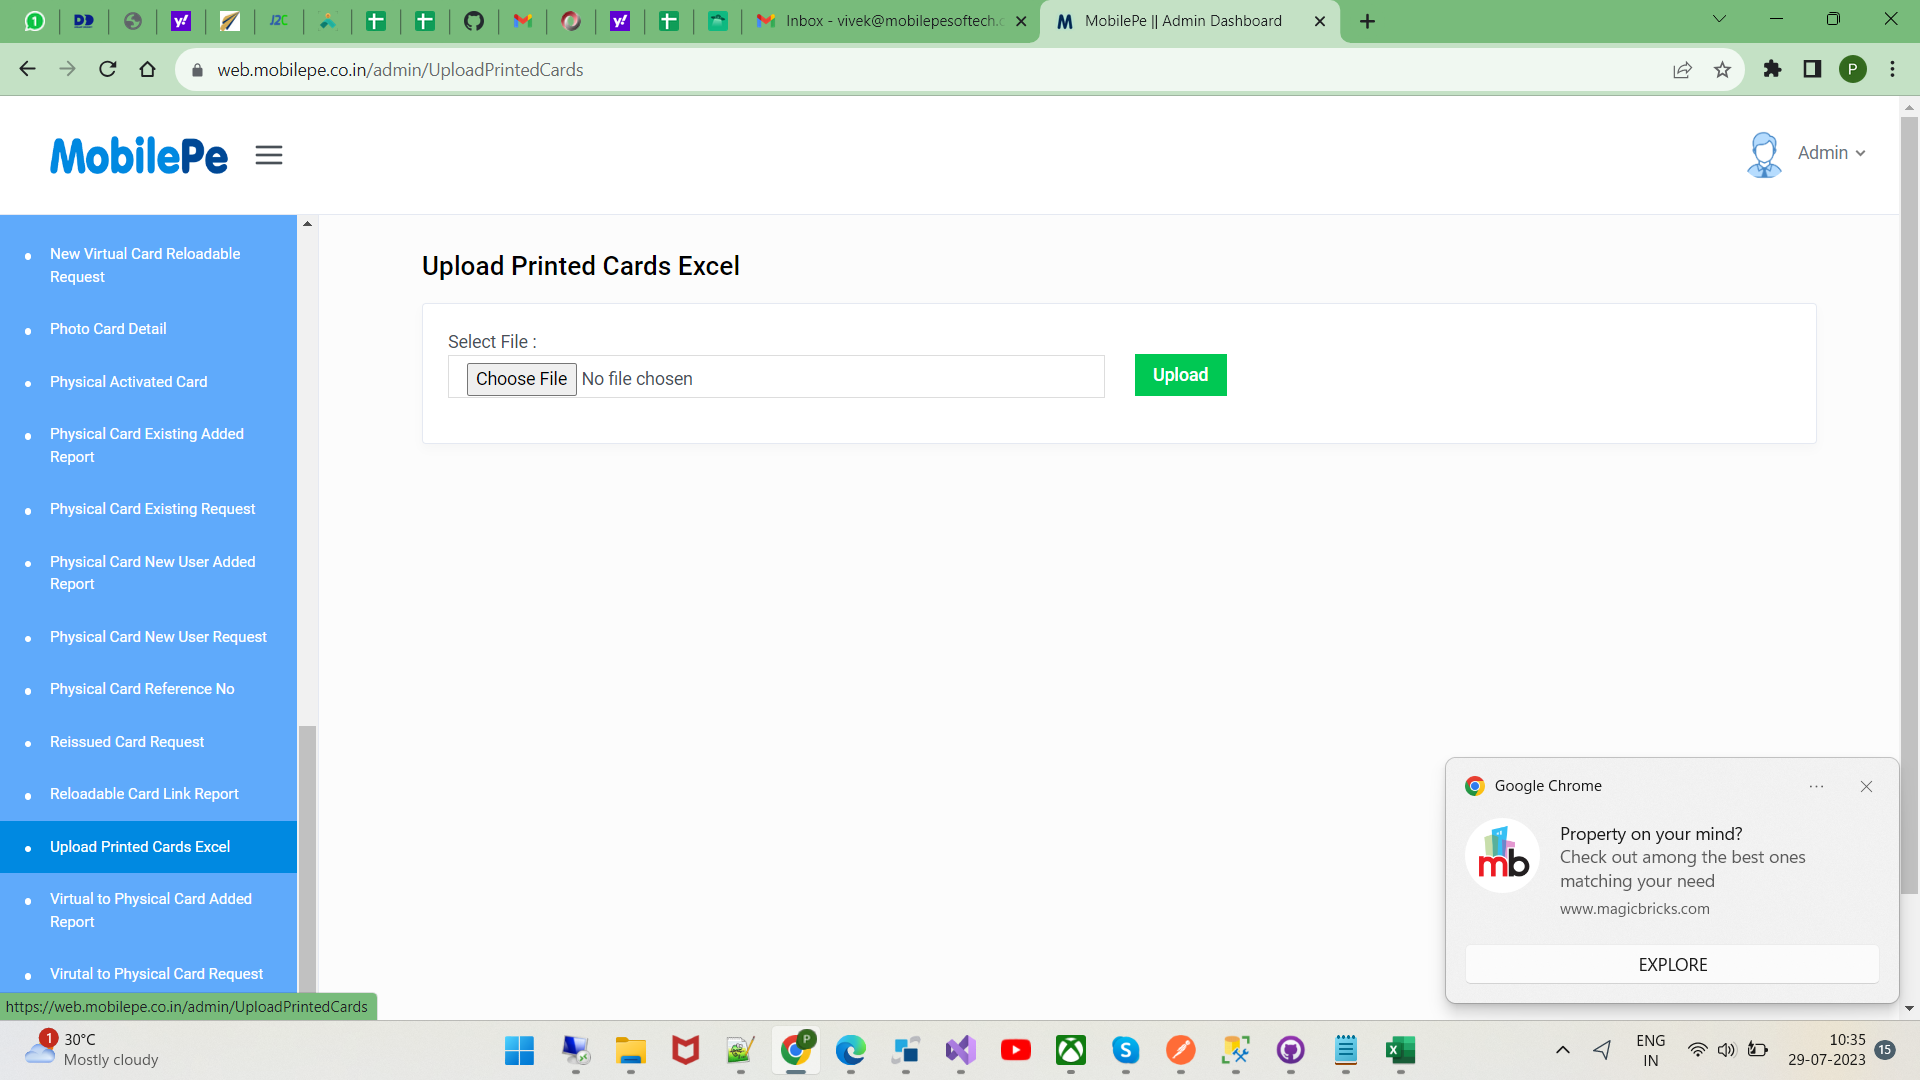 Inbox - vivek@mobilepesoftech.c
MobilePe || Admin Dashboard
web.mobilepe.co.in/admin/UploadPrintedCards
P
MobilePe
Admin
New Virtual Card Reloadable
Request
Photo Card Detail
Physical Activated Card
Physical Card Existing Added
Report
Physical Card Existing Request
Physical Card New User Added
Report
Physical Card New User Request
Physical Card Reference No
Reissued Card Request
Reloadable Card Link Report
Upload Printed Cards Excel
Virtual to Physical Card Added
Report
Virutal to Physical Card Request
Upload Printed Cards Excel
Select File :
Choose File No file chosen
Upload
Google Chrome
mb
Property on your mind?
Check out among the best ones
matching your need
www.magicbricks.com
EXPLORE
https://web.mobilepe.co.in/admin/UploadPrintedCards
1
30°C
Mostly cloudy
P
ENG
IN
10:35
29-07-2023
15